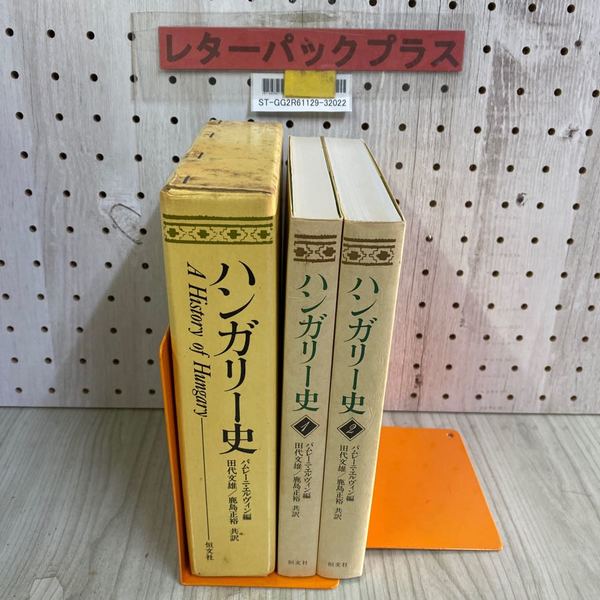 レターパックプラス
ST-GG2R61129-32022
ハンガリー史
A History of Hungary
パムレーニ・エルヴィン編
田代文雄/鹿島正裕 共訳
恒文社
ハンガリー史
1
パムレーニ・エルヴィン編
田代文雄/鹿島正裕 共訳
恒文社
ハンガリー史
2
パムレーニ・エルヴィン編
田代文雄/鹿島正裕 共訳
恒文社